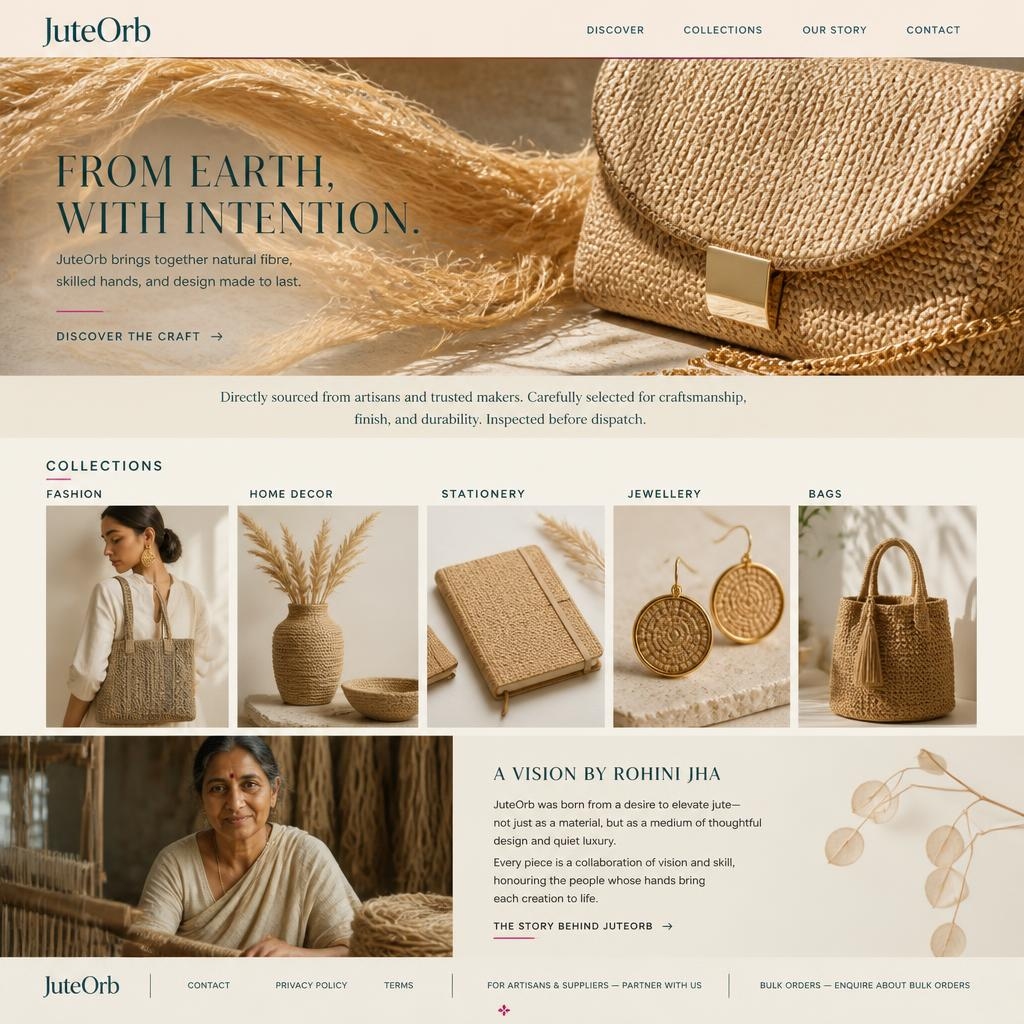 JuteOrb
DISCOVER
COLLECTIONS
OUR STORY
CONTACT
FROM EARTH,
WITH INTENTION.
JuteOrb brings together natural fibre,
skilled hands, and design made to last.
DISCOVER THE CRAFT →
Directly sourced from artisans and trusted makers. Carefully selected for craftsmanship,
finish, and durability. Inspected before dispatch.
COLLECTIONS
FASHION
HOME DECOR
STATIONERY
JEWELLERY
BAGS
A VISION BY ROHINI JHA
JuteOrb was born from a desire to elevate jute—
not just as a material, but as a medium of thoughtful
design and quiet luxury.
Every piece is a collaboration of vision and skill,
honouring the people whose hands bring
each creation to life.
THE STORY BEHIND JUTEORB →
JuteOrb
CONTACT
PRIVACY POLICY
TERMS
FOR ARTISANS & SUPPLIERS — PARTNER WITH US
BULK ORDERS — ENQUIRE ABOUT BULK ORDERS